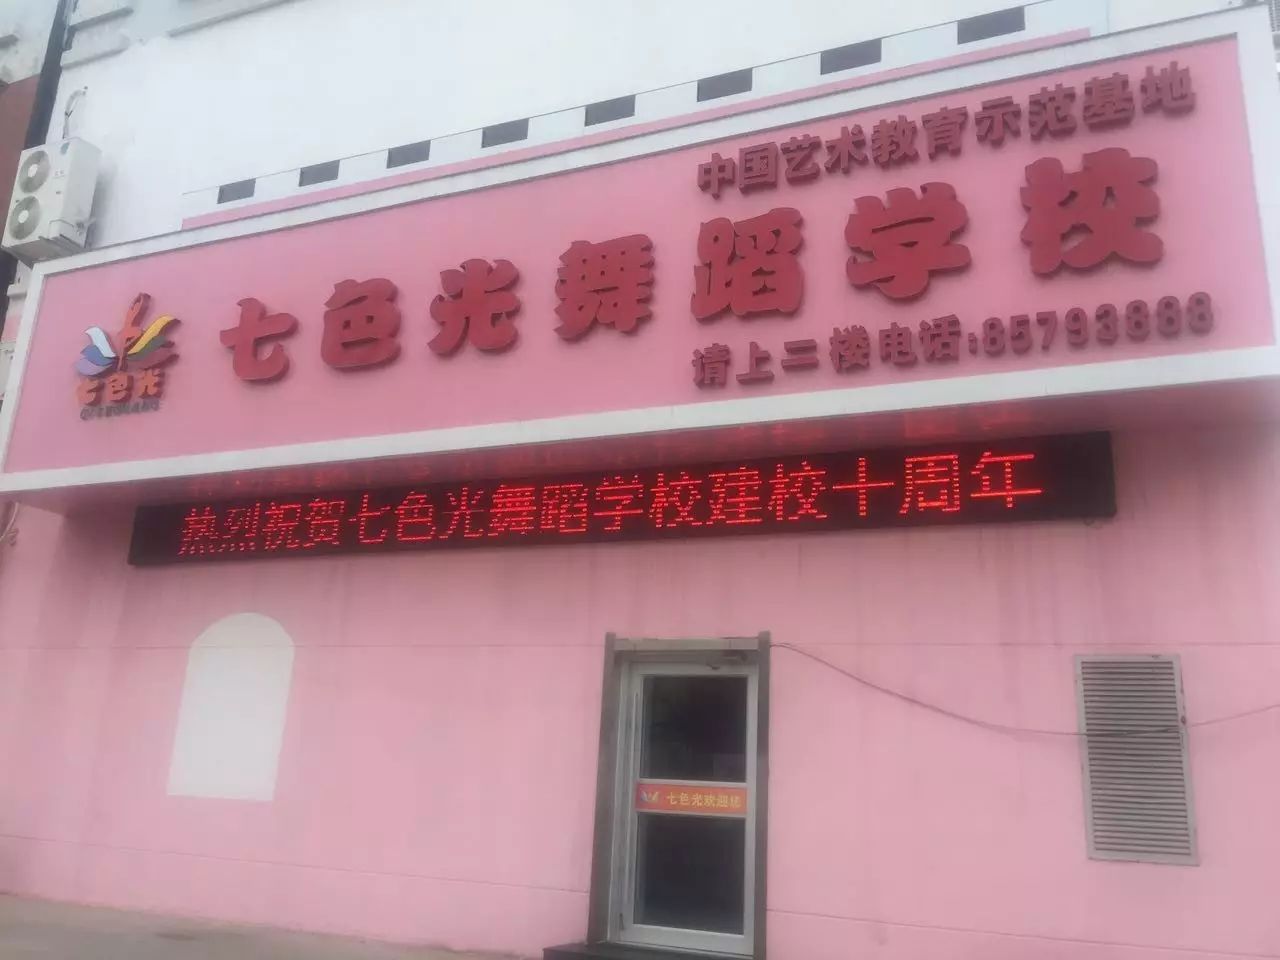 中国艺术教育示范基地
七色光舞蹈学校
七色光
请上二楼电话:85793888
热烈祝贺七色光舞蹈学校建校十周年
七色光欢迎您